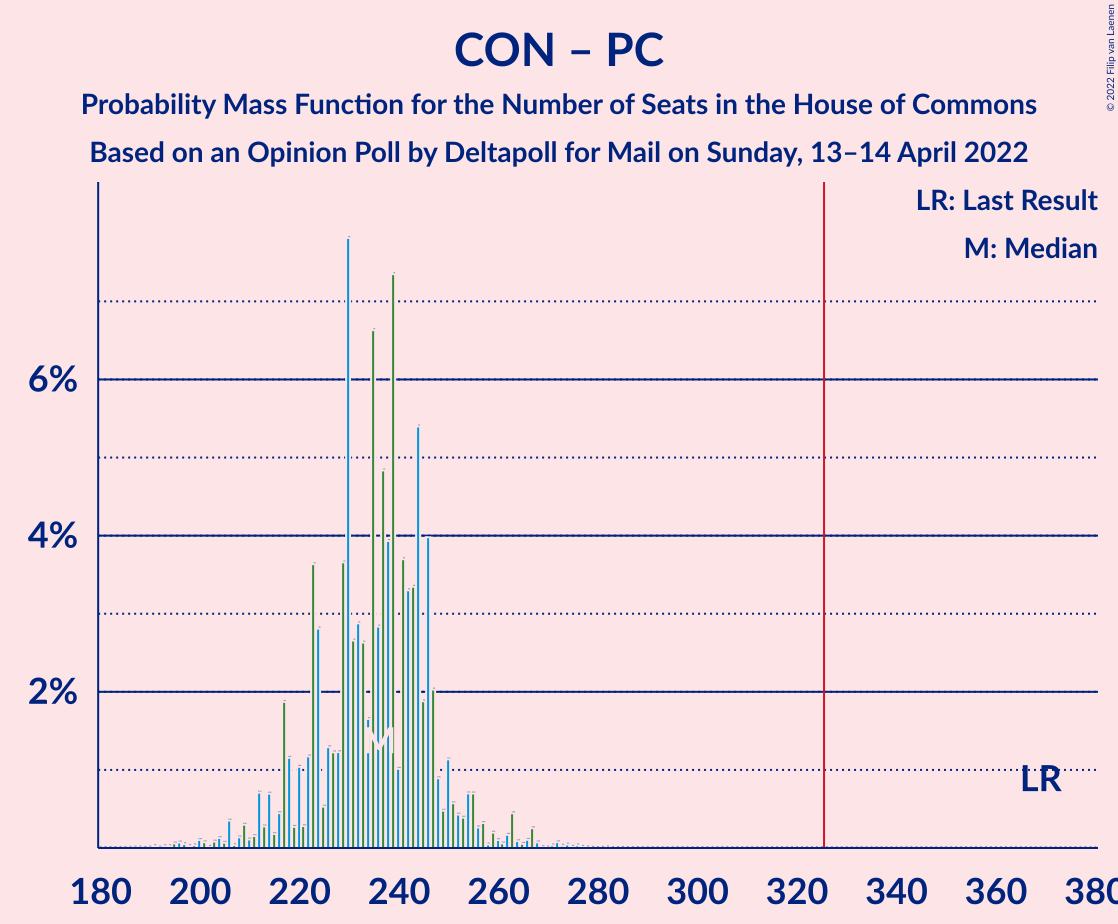 CON – PC
Probability Mass Function for the Number of Seats in the House of Commons
Based on an Opinion Poll by Deltapoll for Mail on Sunday, 13–14 April 2022
© 2022 Filip van Laenen
LR: Last Result
M: Median
6%
4%
2%
M
LR
180 200 220 240 260 280 300 320 340 360 380